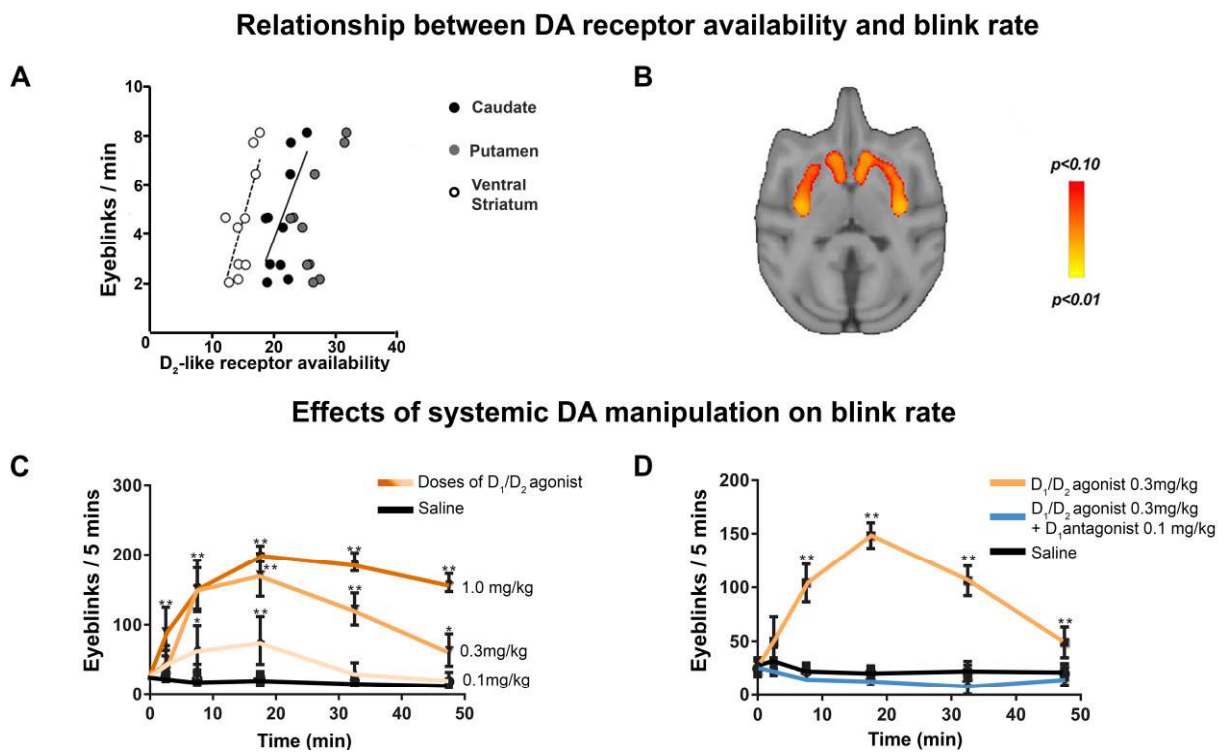 Relationship between DA receptor availability and blink rate
A
Eyeblinks / min
10
8
6
4
2
0
10
20
30
40
D₂-like receptor availability
Caudate
Putamen
Ventral
Striatum
B
p<0.10
p<0.01
Effects of systemic DA manipulation on blink rate
C
Eyeblinks / 5 mins
300
200
100
0
0
10
20
30
40
50
Time (min)
Doses of D₁/D₂ agonist
Saline
**
**
*
**
**
**
**
**
**
*
1.0 mg/kg
0.3mg/kg
0.1mg/kg
D
Eyeblinks / 5 mins
200
150
100
50
0
0
10
20
30
40
50
Time (min)
**
**
**
**
D₁/D₂ agonist 0.3mg/kg
D₁/D₂ agonist 0.3mg/kg
+ D₁antagonist 0.1 mg/kg
Saline